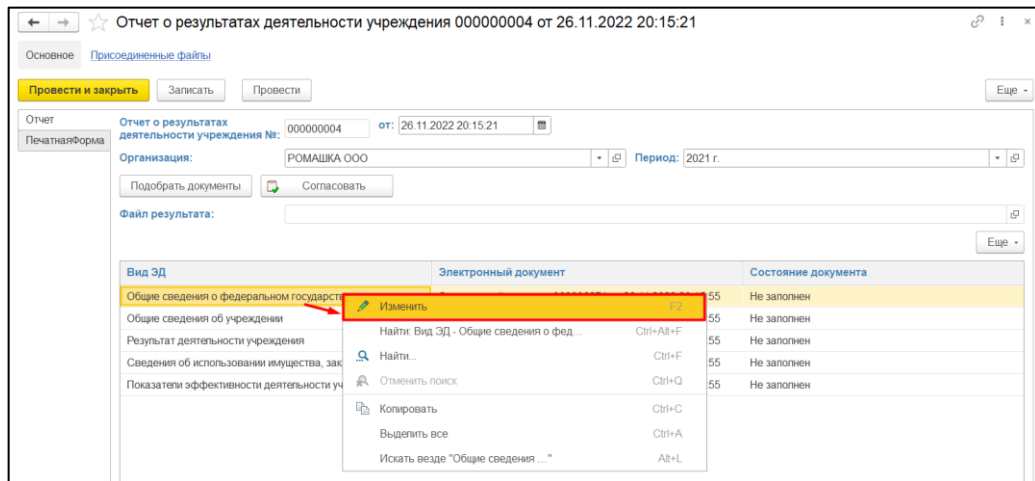 Отчет о результатах деятельности учреждения 000000004 от 26.11.2022 20:15:21
Основное Присоединенные файлы
Провести и закрыть Записать Провести Еще
Отчет
ПечатнаяФорма
Отчет о результатах
деятельности учреждения №: 000000004 от: 26.11.2022 20:15:21
Организация: РОМАШКА ООО Период: 2021 г.
Подобрать документы Согласовать
Файл результата:
Еще
Вид ЭД Электронный документ Состояние документа
Общие сведения о федеральном :55 Не заполнен
Изменить F2
Общие сведения об учреждении :55 Не заполнен
Найти: Вид ЭД - Общие сведения о фед... Ctrl+Alt+F
Результат деятельности учреждения :55 Не заполнен
Найти... Ctrl+F
Сведения об использовании имущества, зак :55 Не заполнен
Отменить поиск Ctrl+Q
Показатели эффективности деятельности уч :55 Не заполнен
Копировать Ctrl+C
Выделить все Ctrl+A
Искать везде "Общие сведения ..." Alt+L